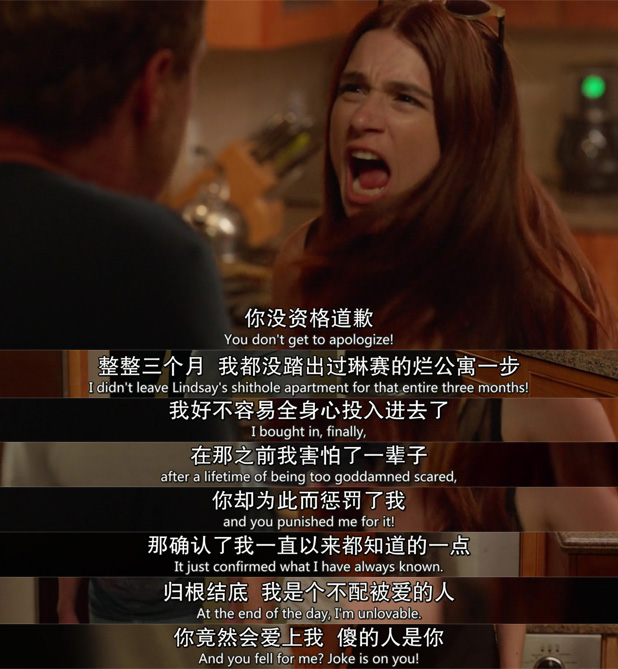 你没资格道歉
You don't get to apologize!
整整三个月 我都没踏出过琳赛的烂公寓一步
I didn't leave Lindsay's shithole apartment for that entire three months!
我好不容易全身心投入进去了
I bought in, finally,
在那之前我害怕了一辈子
after a lifetime of being too goddamned scared,
你却为此而惩罚了我
and you punished me for it!
那确认了我一直以来都知道的一点
It just confirmed what I have always known.
归根结底 我是个不配被爱的人
At the end of the day, I'm unlovable.
你竟然会爱上我 傻的人是你
And you fell for me? Joke is on you!